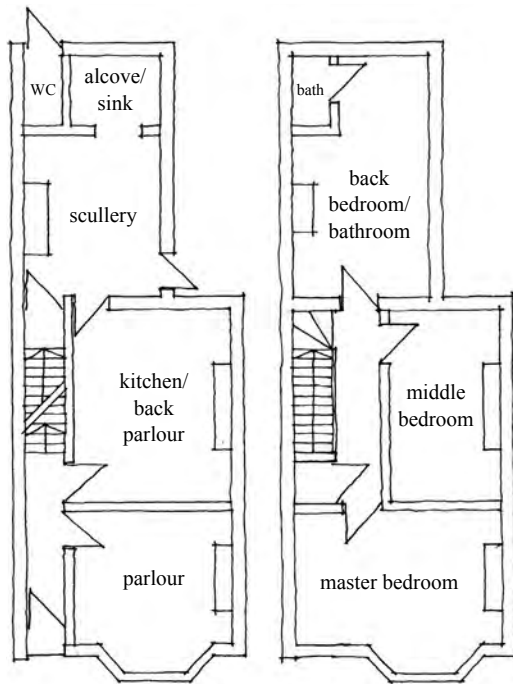 WC
alcove/
sink
scullery
kitchen/
back
parlour
parlour
bath
back
bedroom/
bathroom
middle
bedroom
master bedroom